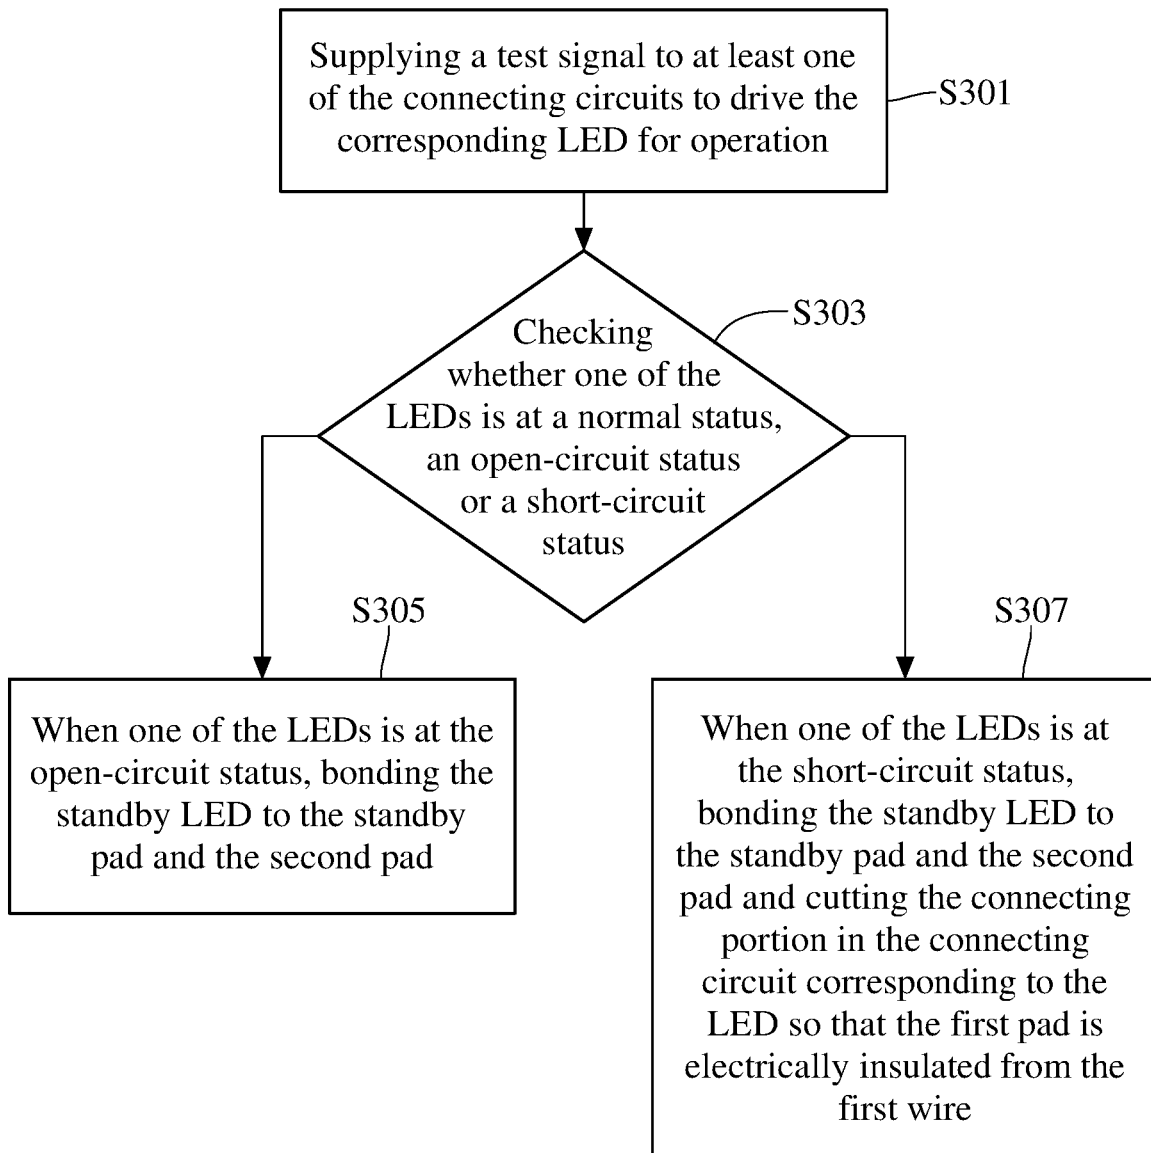 Supplying a test signal to at least one
of the connecting circuits to drive the
corresponding LED for operation
S301
S303
Checking
whether one of the
LEDs is at a normal status,
an open-circuit status
or a short-circuit
status
S305
When one of the LEDs is at the
open-circuit status, bonding the
standby LED to the standby
pad and the second pad
S307
When one of the LEDs is at
the short-circuit status,
bonding the standby LED to
the standby pad and the second
pad and cutting the connecting
portion in the connecting
circuit corresponding to the
LED so that the first pad is
electrically insulated from the
first wire